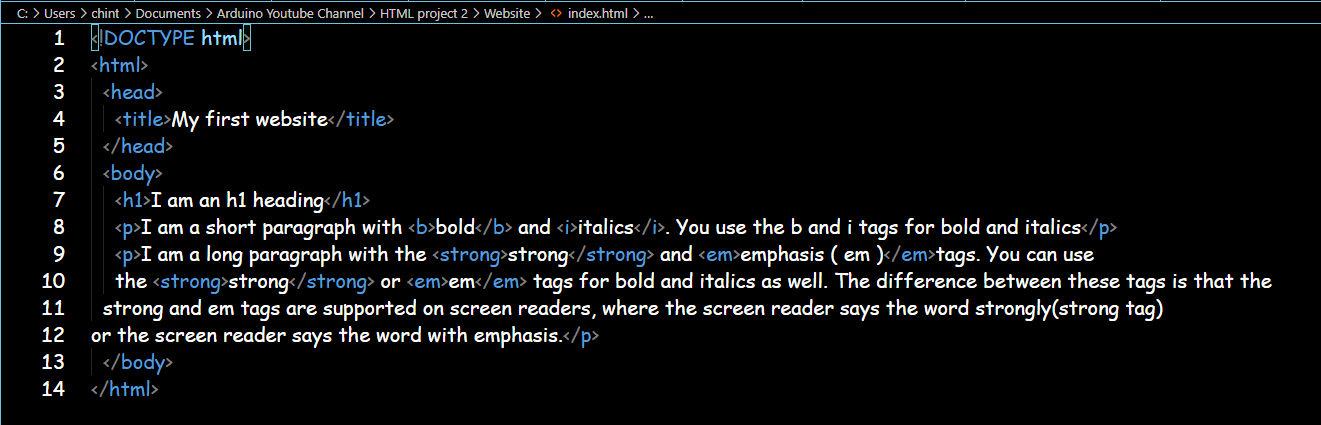 C: > Users > chint > Documents > Arduino Youtube Channel > HTML project 2 > Website > <> index.html > ...
1 <!DOCTYPE html>
2 <html>
3 <head>
4 <title>My first website</title>
5 </head>
6 <body>
7 <h1>I am an h1 heading</h1>
8 <p>I am a short paragraph with <b>bold</b> and <i>italics</i>. You use the b and i tags for bold and italics</p>
9 <p>I am a long paragraph with the <strong>strong</strong> and <em>emphasis ( em )</em>tags. You can use
10 the <strong>strong</strong> or <em>em</em> tags for bold and italics as well. The difference between these tags is that the
11 strong and em tags are supported on screen readers, where the screen reader says the word strongly(strong tag)
12 or the screen reader says the word with emphasis.</p>
13 </body>
14 </html>